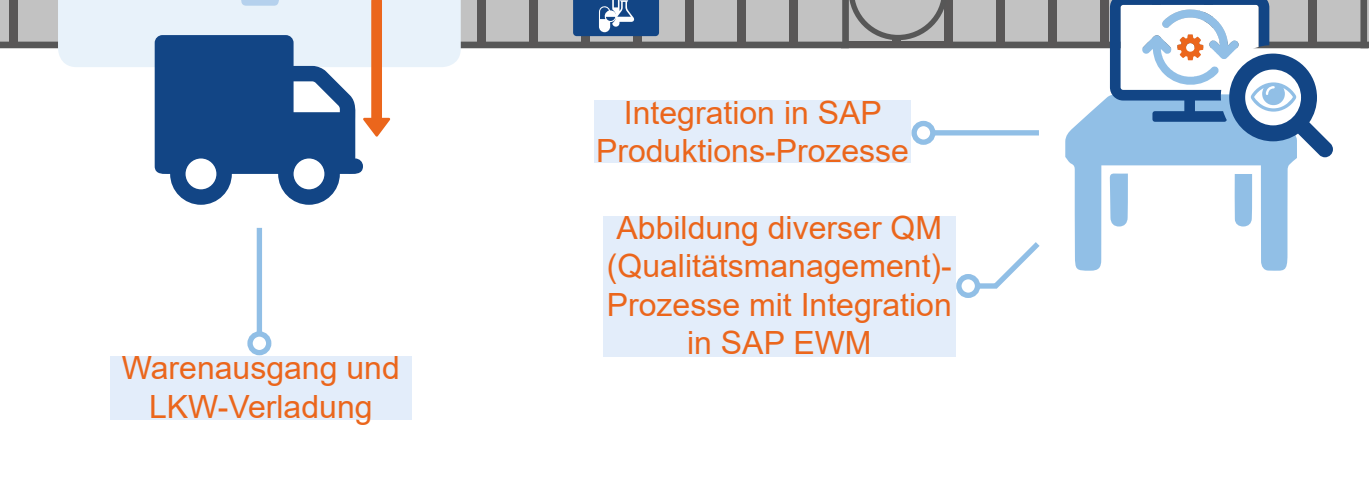 Integration in SAP
Produktions-Prozesse
Abbildung diverser QM
(Qualitätsmanagement)-
Prozesse mit Integration
in SAP EWM
Warenausgang und
LKW-Verladung